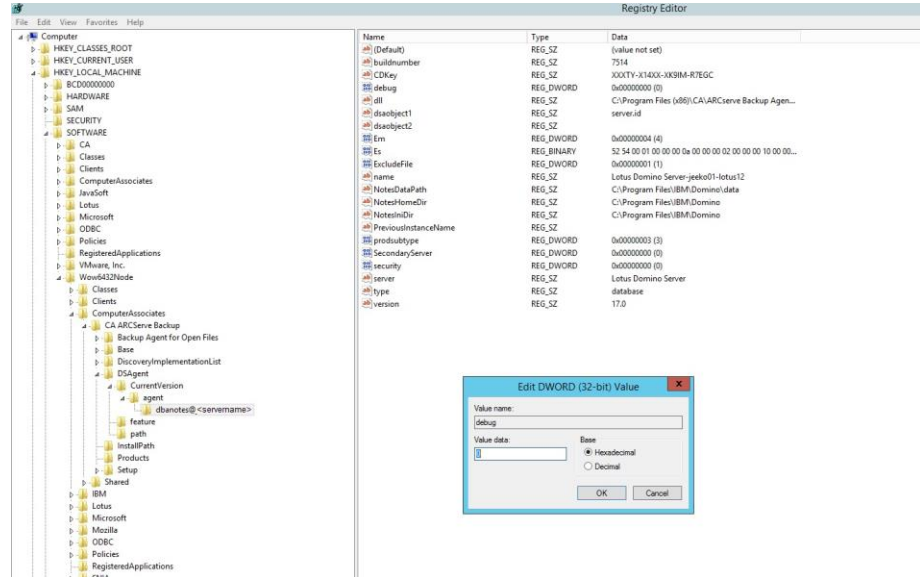 Registry Editor
File Edit View Favorites Help
Computer
HKEY_CLASSES_ROOT
HKEY_CURRENT_USER
HKEY_LOCAL_MACHINE
BCD00000000
HARDWARE
SAM
SECURITY
SOFTWARE
CA
Classes
Clients
ComputerAssociates
JavaSoft
Lotus
Microsoft
ODBC
Policies
RegisteredApplications
VMware, Inc.
Wow6432Node
Classes
Clients
ComputerAssociates
CA ARCServe Backup
Backup Agent for Open Files
Base
DiscoveryImplementationList
DSAgent
CurrentVersion
agent
dbanotes@<servername>
feature
path
InstallPath
Products
Setup
Shared
IBM
Lotus
Microsoft
Mozilla
ODBC
Policies
RegisteredApplications
Name Type Data
(Default) REG_SZ (value not set)
buildnumber REG_SZ 7514
CDKey REG_SZ XXXTY-X14XX-XK9IM-R7EGC
debug REG_DWORD 0x00000000 (0)
dll REG_SZ C:\Program Files (x86)\CA\ARCserve Backup Agen...
dsaobject1 REG_SZ server.id
dsaobject2 REG_SZ
Em REG_DWORD 0x00000004 (4)
Es REG_BINARY 52 54 00 01 00 00 00 0a 00 00 00 02 00 00 00 10 00 00...
ExcludeFile REG_DWORD 0x00000001 (1)
name REG_SZ Lotus Domino Server-jeeko01-lotus12
NotesDataPath REG_SZ C:\Program Files\IBM\Domino\data
NotesHomeDir REG_SZ C:\Program Files\IBM\Domino
NotesIniDir REG_SZ C:\Program Files\IBM\Domino
PreviousInstanceName REG_SZ
prodsubtype REG_DWORD 0x00000003 (3)
SecondaryServer REG_DWORD 0x00000000 (0)
security REG_DWORD 0x00000000 (0)
server REG_SZ Lotus Domino Server
type REG_SZ database
version REG_SZ 17.0
Edit DWORD (32-bit) Value x
Value name:
debug
Value data: Base
0 Hexadecimal
Decimal
OK Cancel